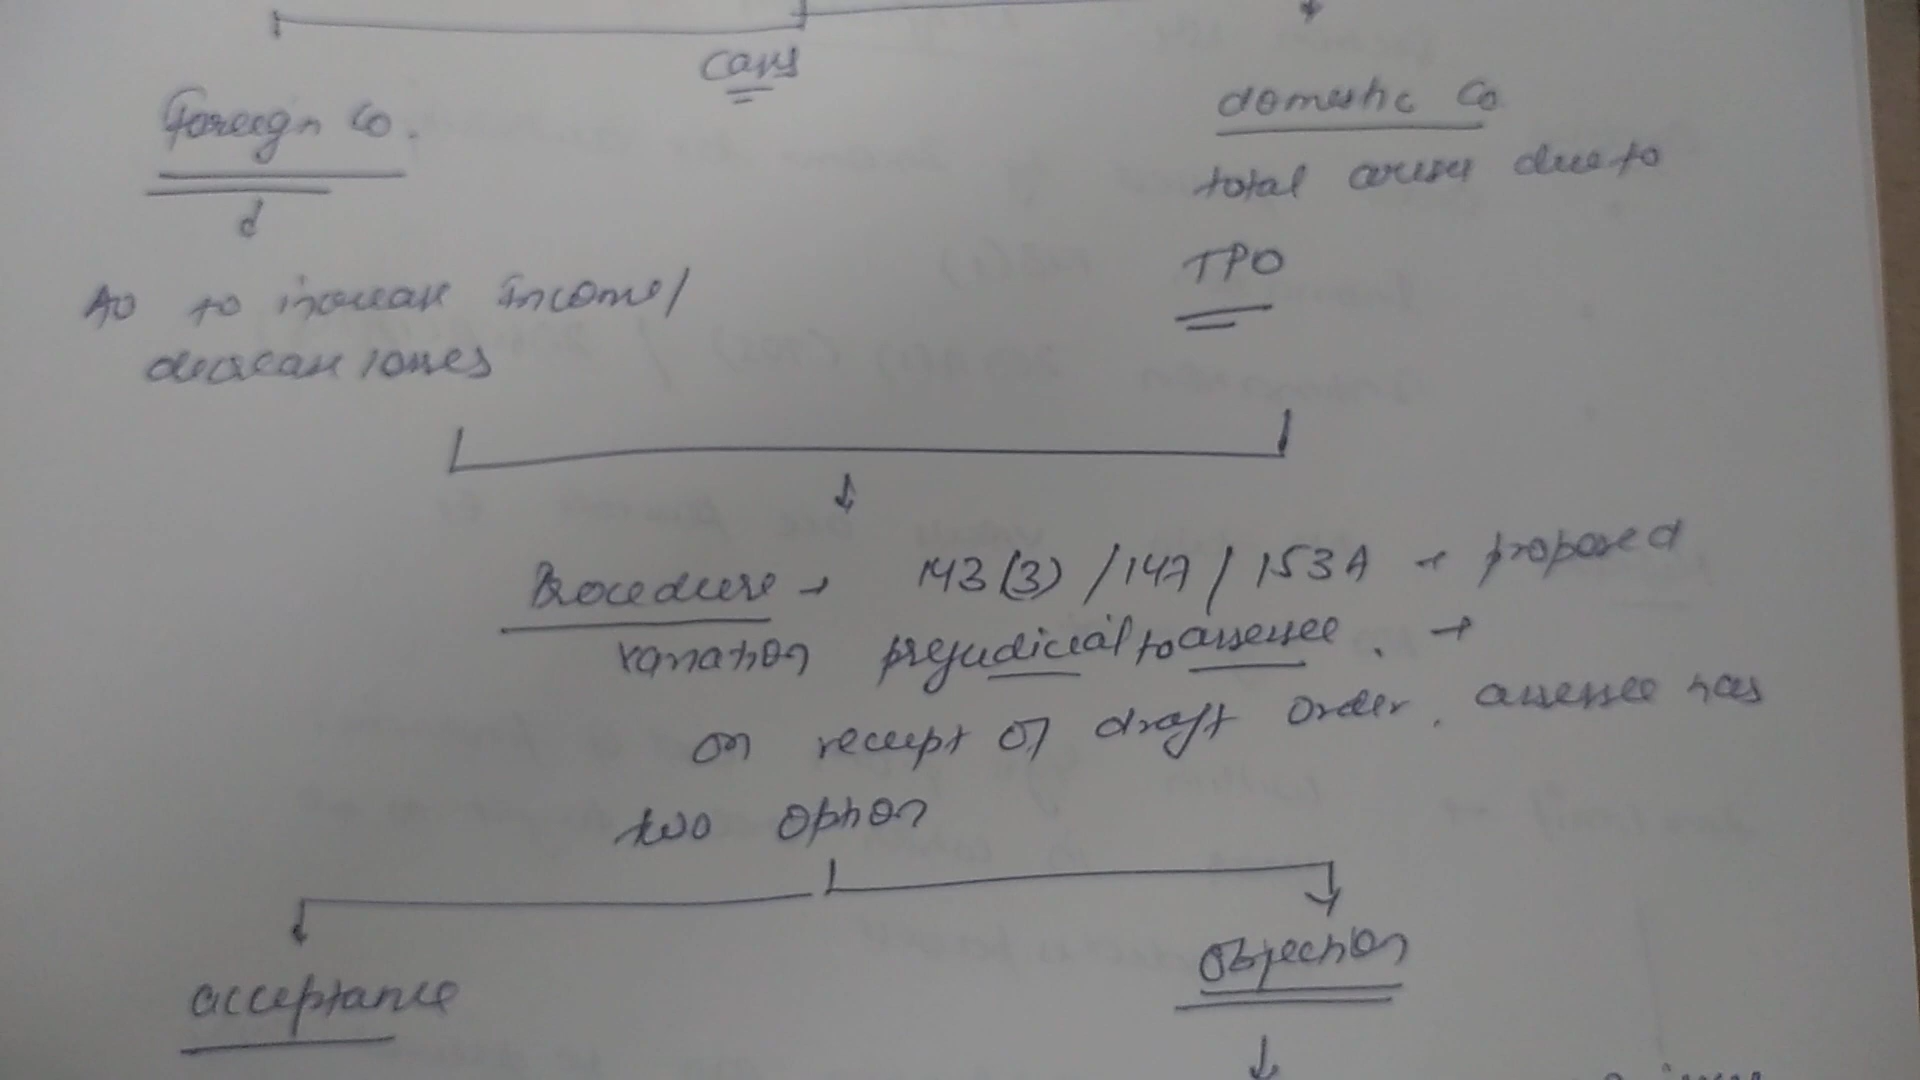 Cases
Foreign Co.
domestic Co.
total arises due to
TPO
AO to increase income/
decrease losses
Procedure → 143(3)/147/153A → proposed
variation prejudicial to assessee. →
on receipt of draft order, assessee has
two option
acceptance
Objection